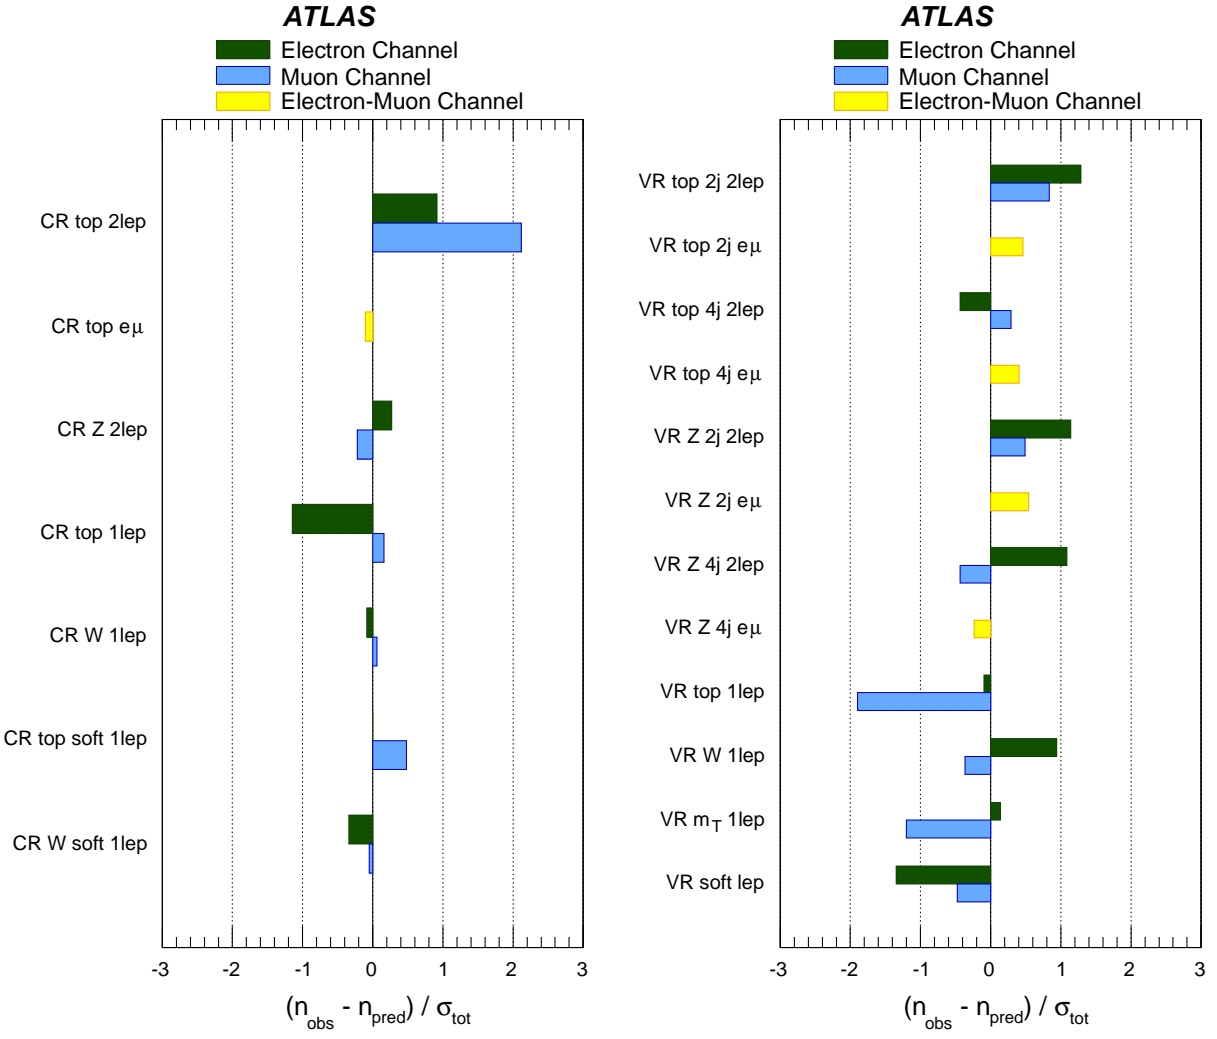 ATLAS
Electron Channel
Muon Channel
Electron-Muon Channel
CR top 2lep
CR top eμ
CR Z 2lep
CR top 1lep
CR W 1lep
CR top soft 1lep
CR W soft 1lep
-3 -2 -1 0 1 2 3
(n_obs - n_pred) / σ_tot
ATLAS
Electron Channel
Muon Channel
Electron-Muon Channel
VR top 2j 2lep
VR top 2j eμ
VR top 4j 2lep
VR top 4j eμ
VR Z 2j 2lep
VR Z 2j eμ
VR Z 4j 2lep
VR Z 4j eμ
VR top 1lep
VR W 1lep
VR m_T 1lep
VR soft lep
-3 -2 -1 0 1 2 3
(n_obs - n_pred) / σ_tot